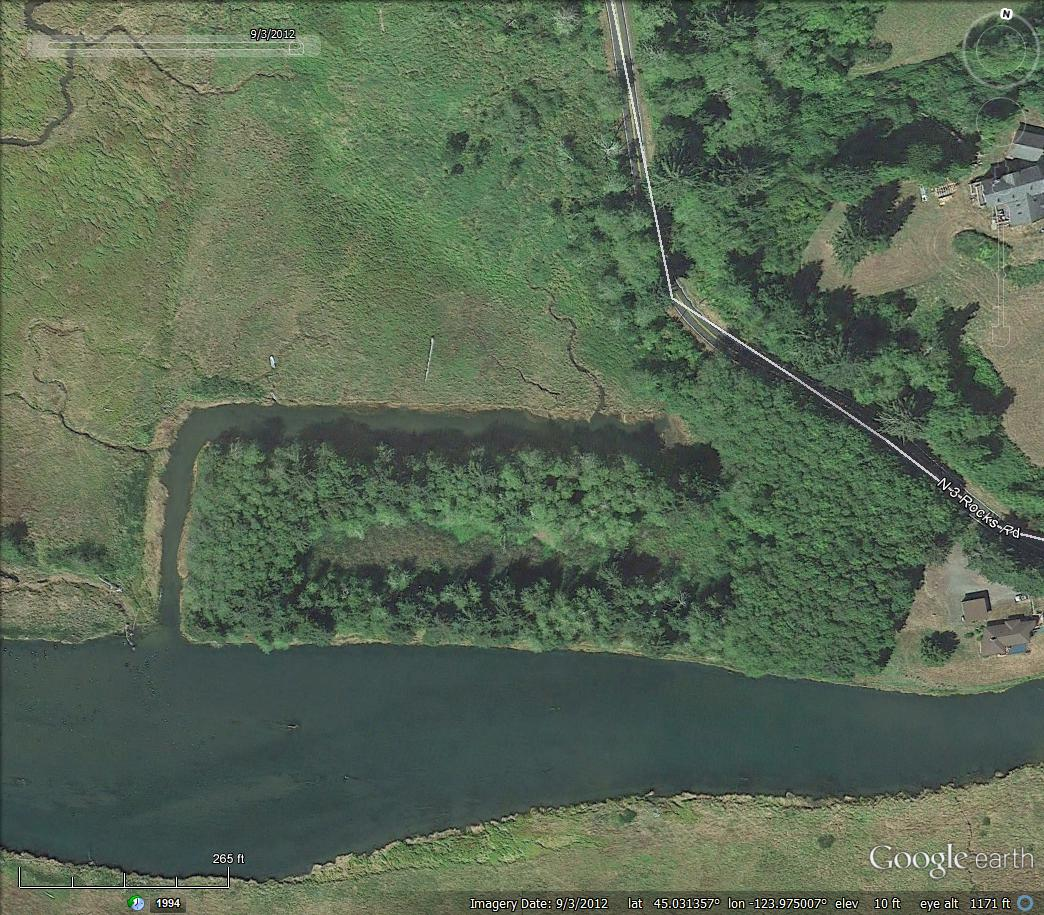 9/3/2012
N
N 3 Rocks Rd
265 ft
Google earth
1994
Imagery Date: 9/3/2012 lat 45.031357° lon -123.975007° elev 10 ft eye alt 1171 ft